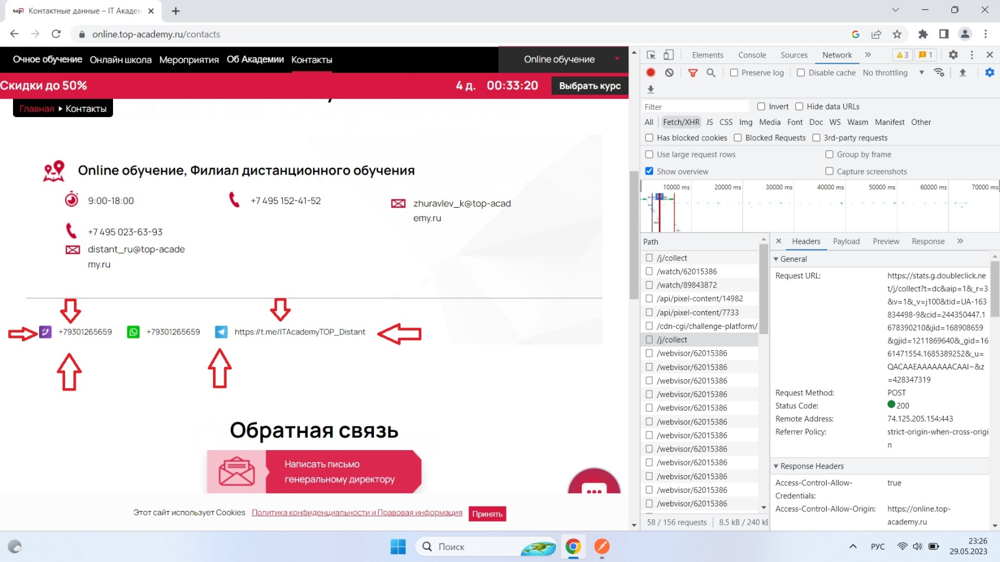 top Контактные данные – IT Академ
online.top-academy.ru/contacts
Очное обучение Онлайн школа Мероприятия Об Академии Контакты Online обучение
Скидки до 50% 4 д. 00:33:20 Выбрать курс
Главная Контакты
Online обучение, Филиал дистанционного обучения
9:00-18:00
+7 495 152-41-52
zhuravlev_k@top-acad
emy.ru
+7 495 023-63-93
distant_ru@top-acade
my.ru
+79301265659
+79301265659
https://t.me/ITAcademyTOP_Distant
Обратная связь
Написать письмо
генеральному директору
Этот сайт использует Cookies Политика конфиденциальности и Правовая информация Принять
Elements Console Sources Network » 3 1
Preserve log Disable cache No throttling
Filter Invert Hide data URLs
All Fetch/XHR JS CSS Img Media Font Doc WS Wasm Manifest Other
Has blocked cookies Blocked Requests 3rd-party requests
Use large request rows Group by frame
Show overview Capture screenshots
10000 ms 20000 ms 30000 ms 40000 ms 50000 ms 60000 ms 70000 ms
Path
/j/collect
/watch/62015386
/watch/89843872
/api/pixel-content/14982
/api/pixel-content/7733
/cdn-cgi/challenge-platform/
/j/collect
/webvisor/62015386
/webvisor/62015386
/webvisor/62015386
/webvisor/62015386
/webvisor/62015386
/webvisor/62015386
/webvisor/62015386
/webvisor/62015386
/webvisor/62015386
/webvisor/62015386
/webvisor/62015386
/webvisor/62015386
58 / 156 requests 8.5 kB / 240 kB
Headers Payload Preview Response »
General
Request URL: https://stats.g.doubleclick.ne
t/j/collect?t=dc&aip=1&_r=3
&v=1&_v=j100&tid=UA-163
834498-9&cid=244350447.1
678390210&jid=168908659
&gjid=1211869640&_gid=16
61471554.1685389252&_u=
QACAAEAAAAAAACAAI~&z
=428347319
Request Method: POST
Status Code: 200
Remote Address: 74.125.205.154:443
Referrer Policy: strict-origin-when-cross-origi
n
Response Headers
Access-Control-Allow- true
Credentials:
Access-Control-Allow-Origin: https://online.top-
academy.ru
Поиск
РУС
23:26
29.05.2023